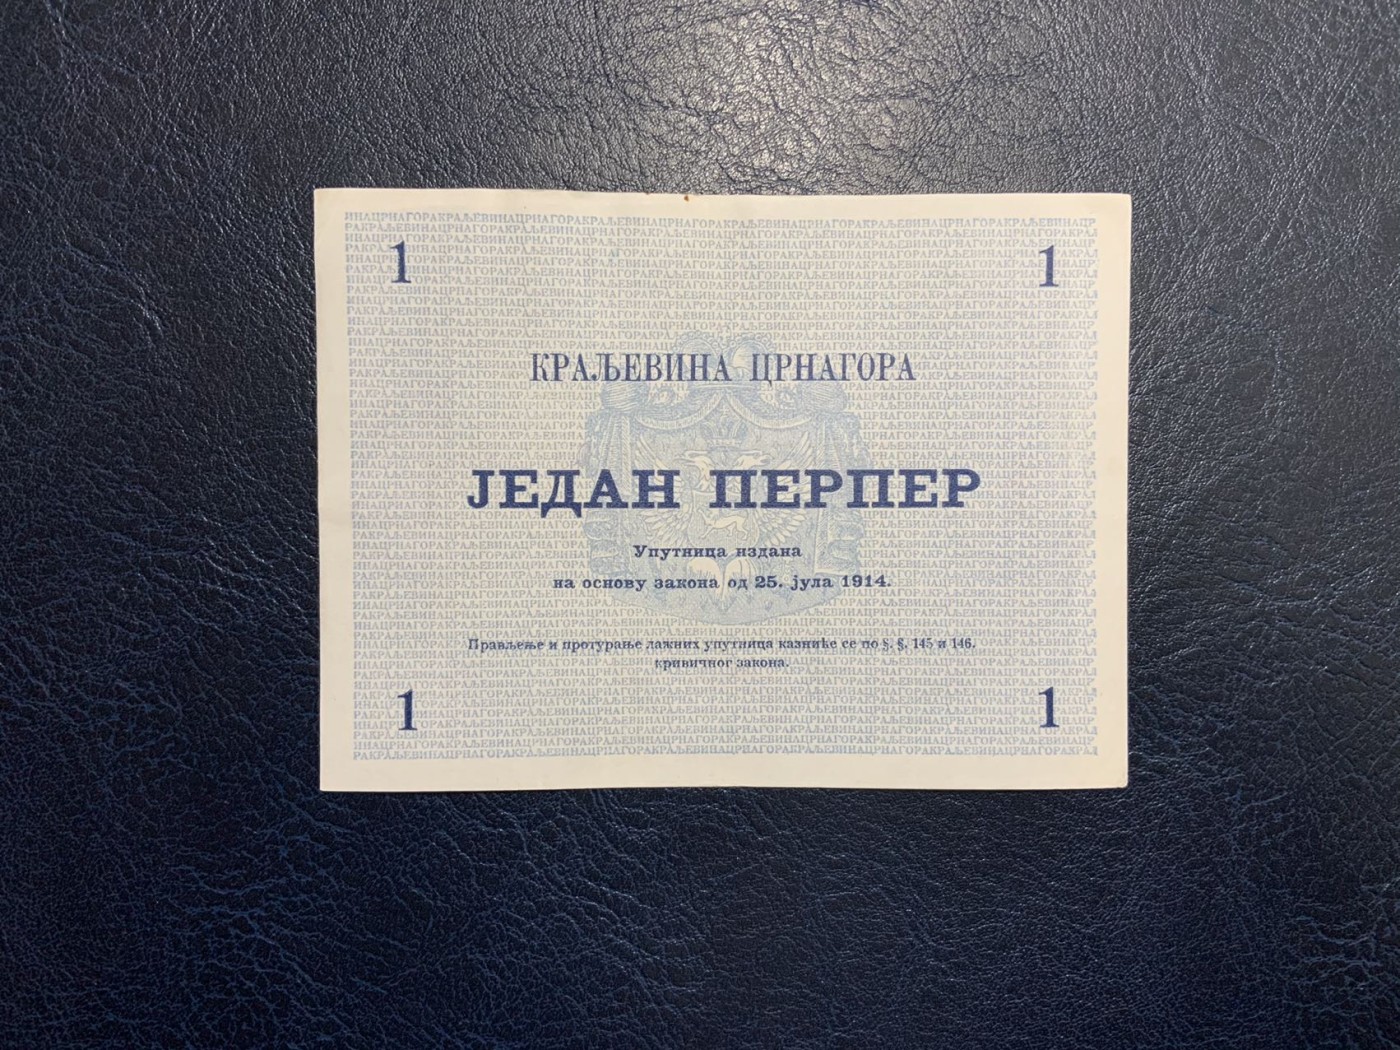 1 1
КРАЉЕВИНА ЦРНАГОРА
ЈЕДАН ПЕРПЕР
Упутница издана
на основу закона од 25. јула 1914.
Прављење и протурање лажних упутница казниће се по §. §. 145 и 146.
кривичног закона.
1 1